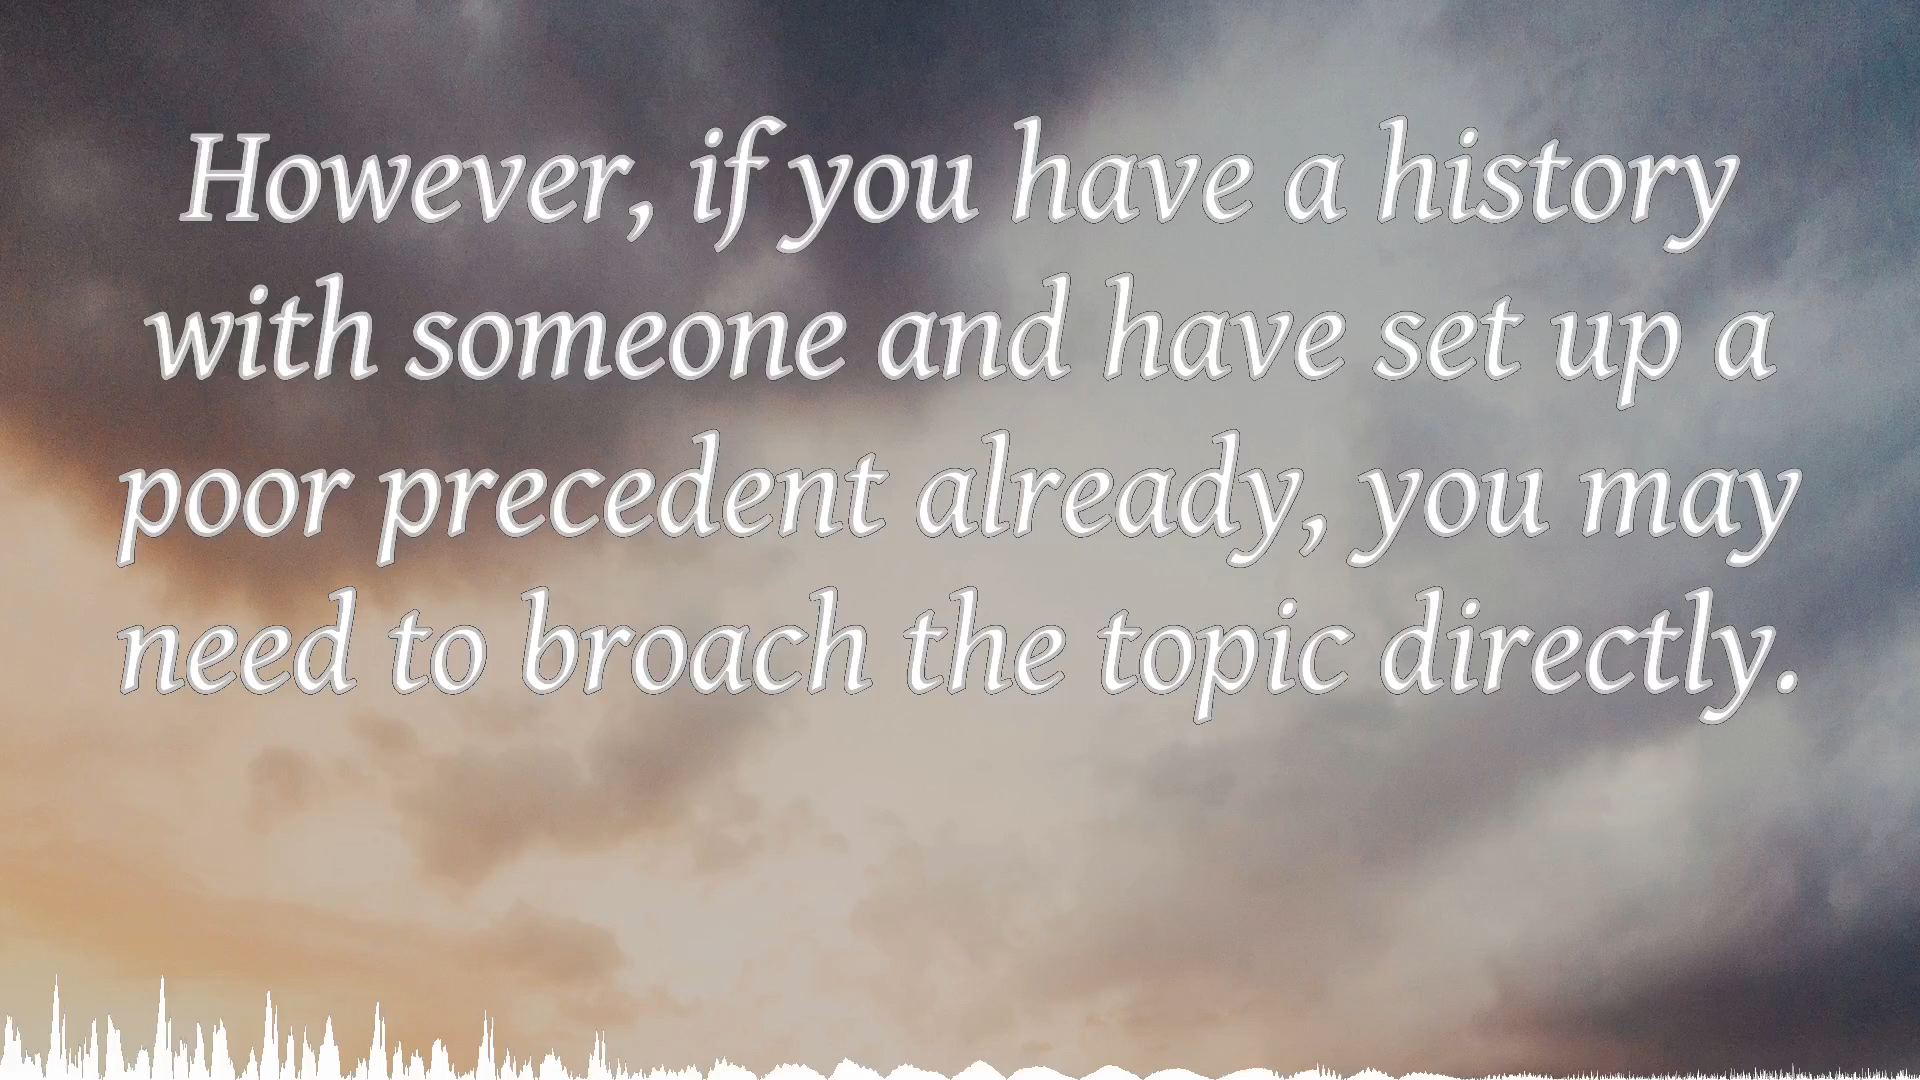 However, if you have a history
with someone and have set up a
poor precedent already, you may
need to broach the topic directly.